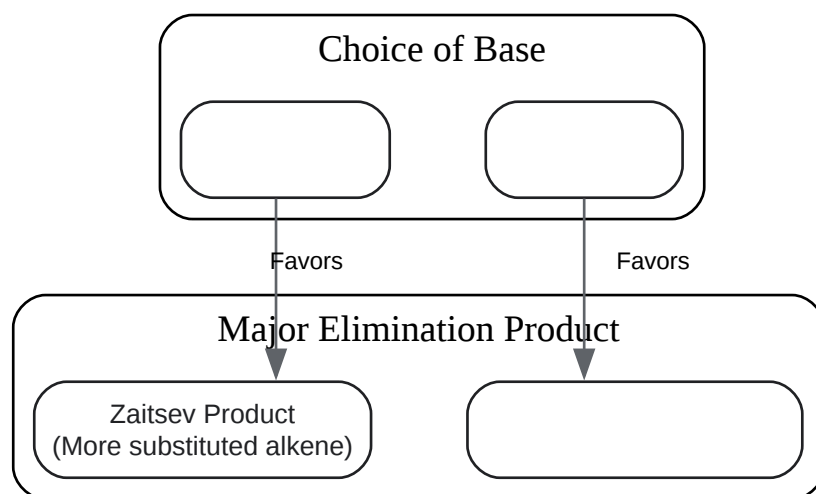 Choice of Base
Favors
Favors
Major Elimination Product
Zaitsev Product
(More substituted alkene)